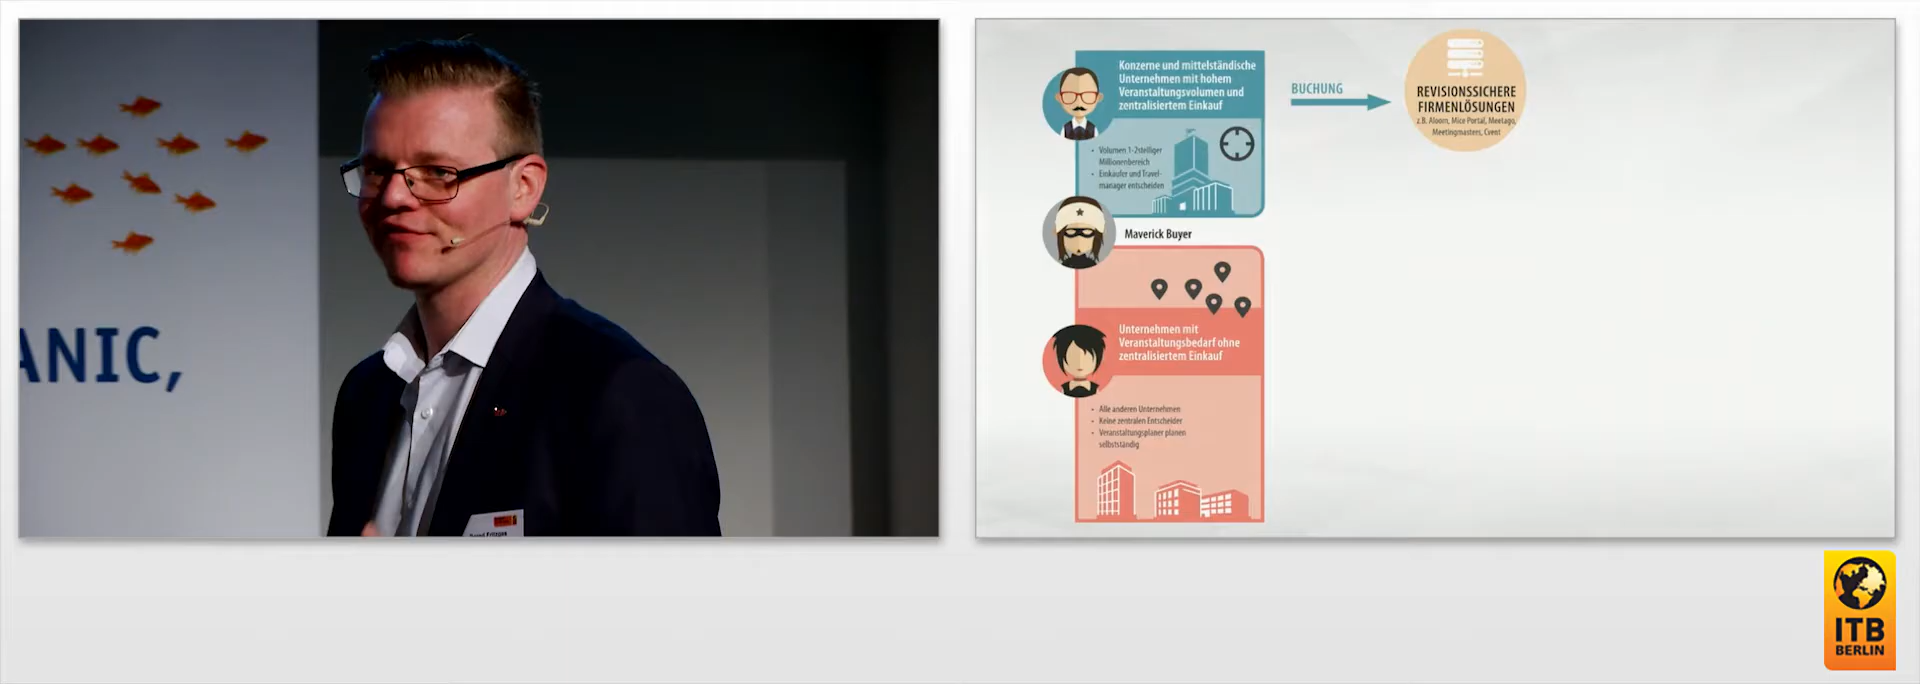 ANIC,
Konzerne und mittelständische
Unternehmen mit hohem
Veranstaltungsvolumen und
zentralisiertem Einkauf
• Volumen 1-2stelliger
Millionenbereich
• Einkäufer und Travel-
manager entscheiden
BUCHUNG
REVISIONSSICHERE
FIRMENLÖSUNGEN
z.B. Aloom, Mice Portal, Meetago,
Meetingmasters, Cvent
Maverick Buyer
Unternehmen mit
Veranstaltungsbedarf ohne
zentralisiertem Einkauf
• Alle anderen Unternehmen
• Keine zentralen Entscheider
• Veranstaltungsplaner planen
selbstständig
ITB
BERLIN